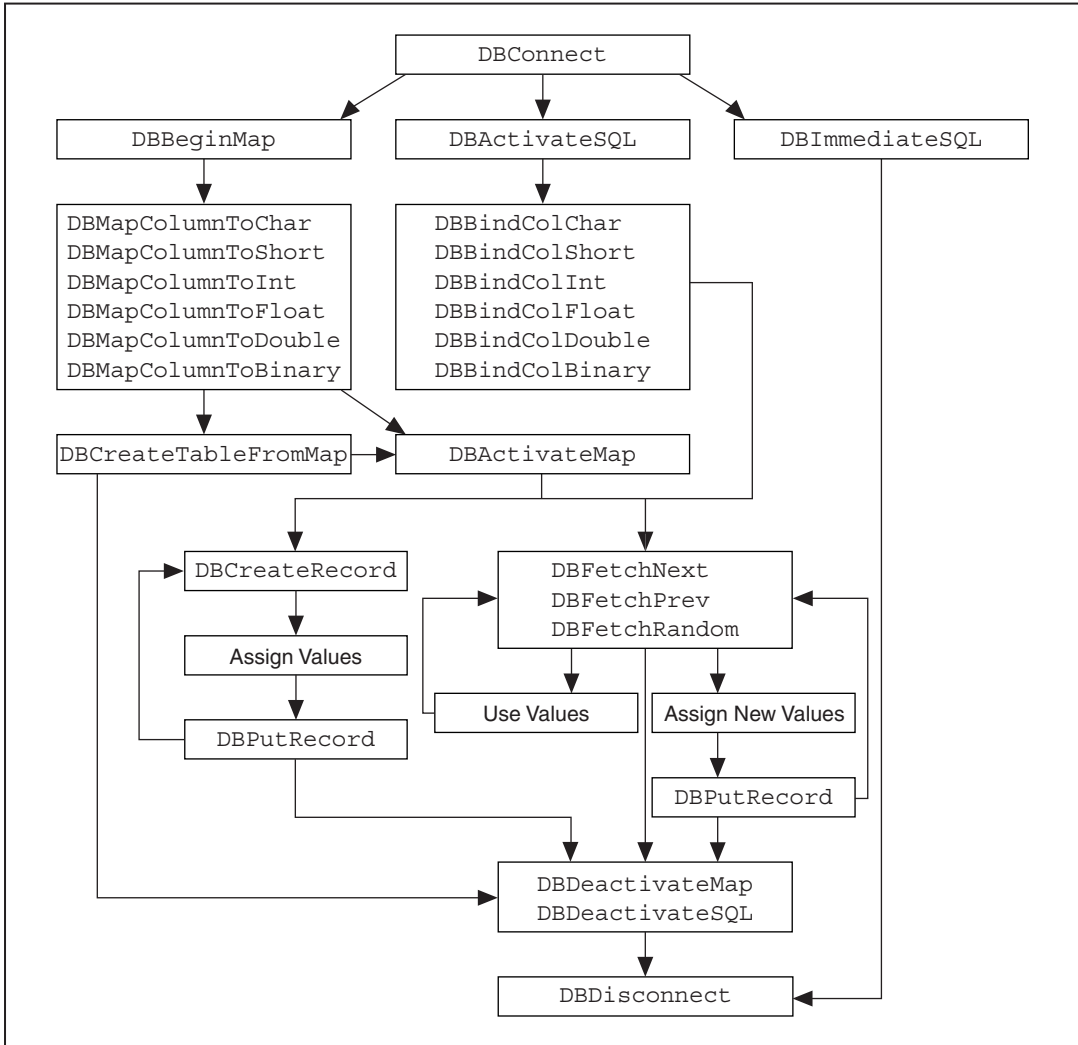 DBConnect
DBBeginMap
DBActivateSQL
DBImmediateSQL
DBMapColumnToChar
DBMapColumnToShort
DBMapColumnToInt
DBMapColumnToFloat
DBMapColumnToDouble
DBMapColumnToBinary
DBBindColChar
DBBindColShort
DBBindColInt
DBBindColFloat
DBBindColDouble
DBBindColBinary
DBCreateTableFromMap
DBActivateMap
DBCreateRecord
DBFetchNext
DBFetchPrev
DBFetchRandom
Assign Values
Use Values
Assign New Values
DBPutRecord
DBPutRecord
DBDeactivateMap
DBDeactivateSQL
DBDisconnect